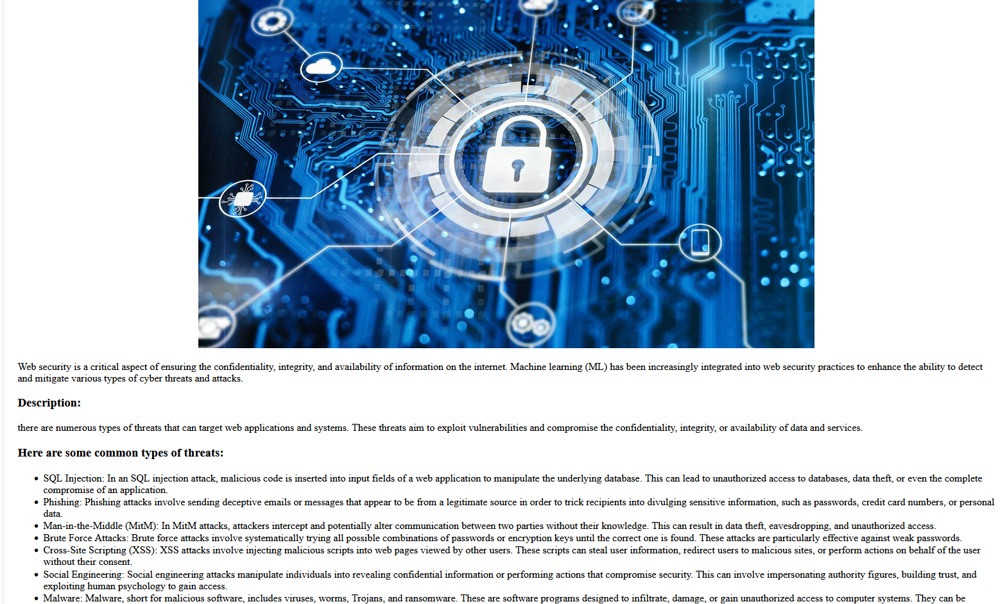 Web security is a critical aspect of ensuring the confidentiality, integrity, and availability of information on the internet. Machine learning (ML) has been increasingly integrated into web security practices to enhance the ability to detect
and mitigate various types of cyber threats and attacks.
Description:
there are numerous types of threats that can target web applications and systems. These threats aim to exploit vulnerabilities and compromise the confidentiality, integrity, or availability of data and services.
Here are some common types of threats:
• SQL Injection: In an SQL injection attack, malicious code is inserted into input fields of a web application to manipulate the underlying database. This can lead to unauthorized access to databases, data theft, or even the complete
compromise of an application.
• Phishing: Phishing attacks involve sending deceptive emails or messages that appear to be from a legitimate source in order to trick recipients into divulging sensitive information, such as passwords, credit card numbers, or personal
data.
• Man-in-the-Middle (MitM): In MitM attacks, attackers intercept and potentially alter communication between two parties without their knowledge. This can result in data theft, eavesdropping, and unauthorized access.
• Brute Force Attacks: Brute force attacks involve systematically trying all possible combinations of passwords or encryption keys until the correct one is found. These attacks are particularly effective against weak passwords.
• Cross-Site Scripting (XSS): XSS attacks involve injecting malicious scripts into web pages viewed by other users. These scripts can steal user information, redirect users to malicious sites, or perform actions on behalf of the user
without their consent.
• Social Engineering: Social engineering attacks manipulate individuals into revealing confidential information or performing actions that compromise security. This can involve impersonating authority figures, building trust, and
exploiting human psychology to gain access.
• Malware: Malware, short for malicious software, includes viruses, worms, Trojans, and ransomware. These are software programs designed to infiltrate, damage, or gain unauthorized access to computer systems. They can be